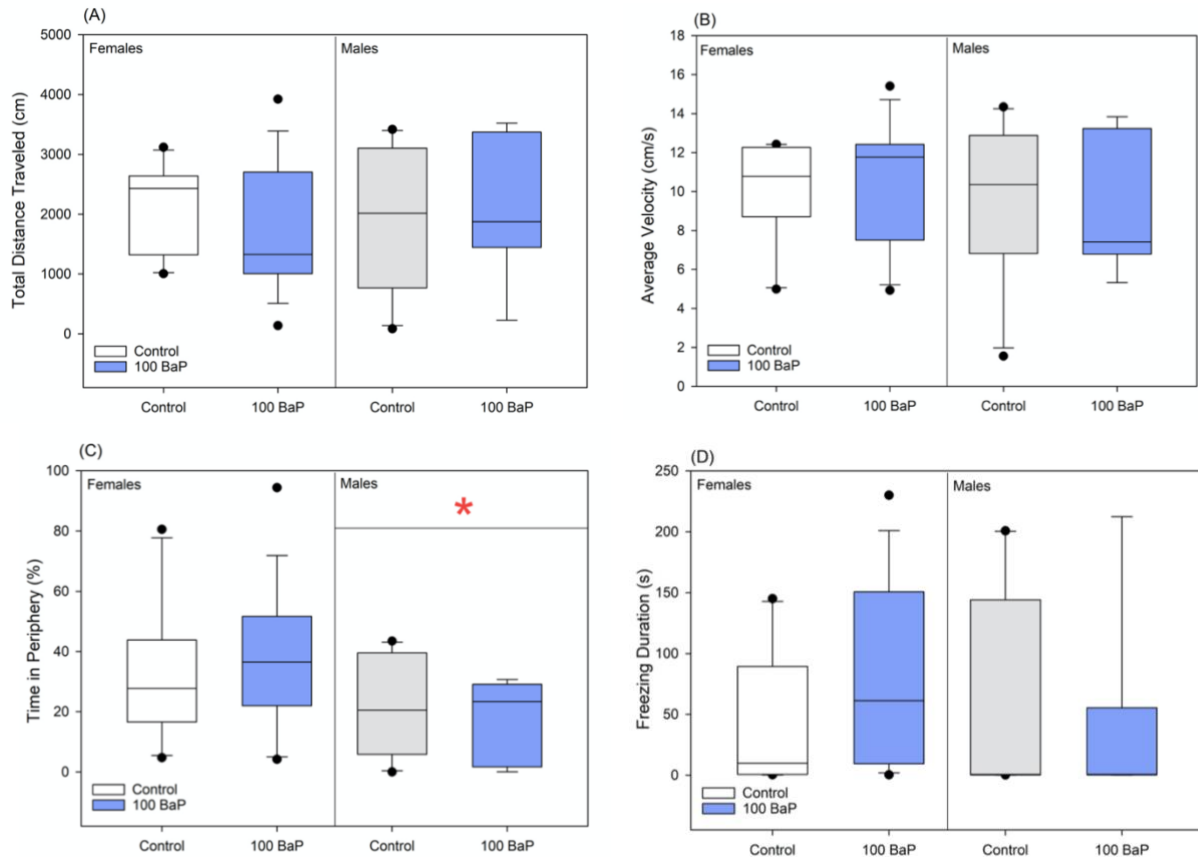 (A)
Total Distance Traveled (cm)
5000
4000
3000
2000
1000
0
Females
Males
Control
100 BaP
Control
100 BaP
Control
100 BaP
(B)
Average Velocity (cm/s)
18
16
14
12
10
8
6
4
2
0
Females
Male
Control
100 BaP
Control
100 BaP
Control
100 BaP
(C)
Time in Periphery (%)
100
80
60
40
20
0
Females
Males
*
Control
100 BaP
Control
100 BaP
Control
100 BaP
(D)
Freezing Duration (s)
250
200
150
100
50
0
Females
Males
Control
100 BaP
Control
100 BaP
Control
100 BaP